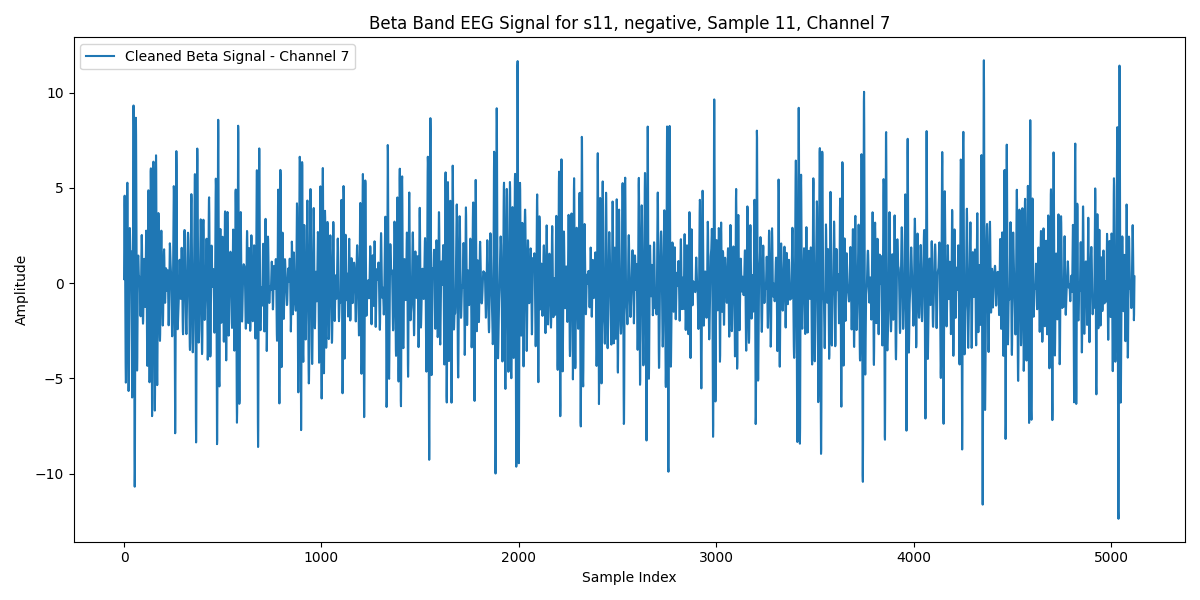 Beta Band EEG Signal for s11, negative, Sample 11, Channel 7
Cleaned Beta Signal - Channel 7
Amplitude
10
5
0
−5
−10
0 1000 2000 3000 4000 5000
Sample Index